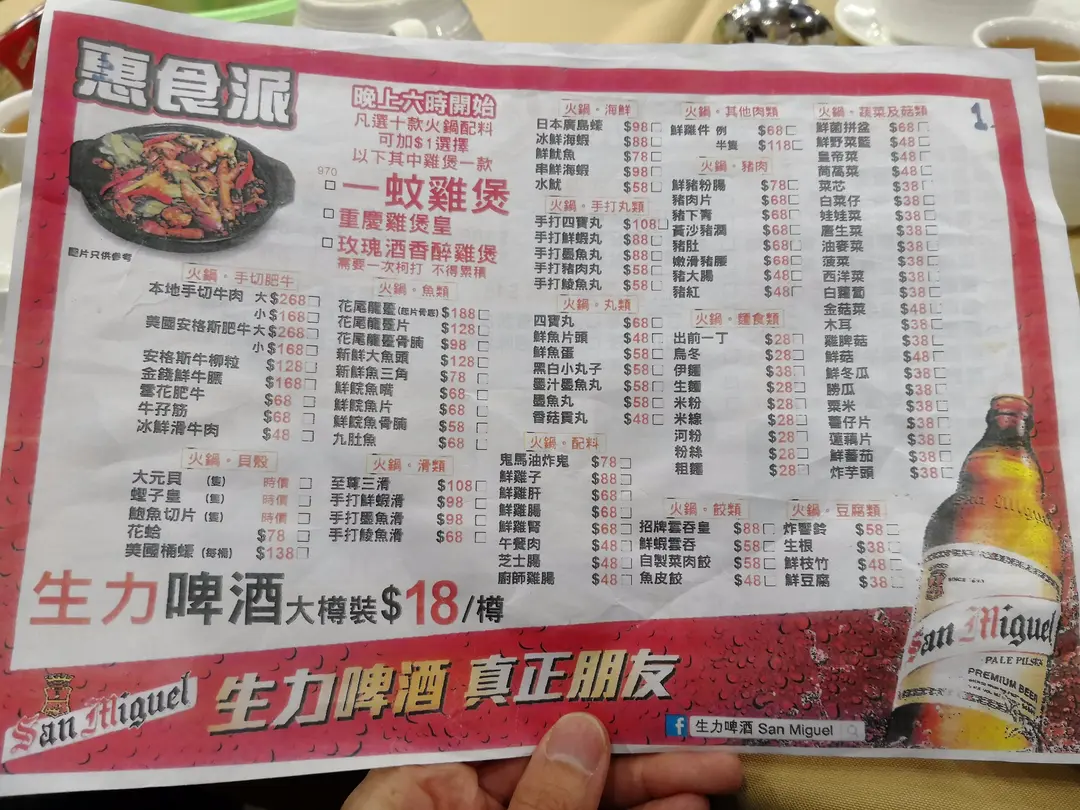 惠食派
圖片只供參考
晚上六時開始
凡選十款火鍋配料
可加$1選擇
以下其中雞煲一款
970
一蚊雞煲
重慶雞煲皇
玫瑰酒香醉雞煲
需要一次柯打 不得累積
火鍋・手切肥牛
本地手切牛肉 大 $268
小 $168
美國安格斯肥牛 大 $268
小 $168
安格斯牛柳粒 $128
金錢鮮牛𦟌 $168
雪花肥牛 $68
牛孖筋 $68
冰鮮滑牛肉 $48
火鍋・貝殼
大元貝 (隻) 時價
蟶子皇 (隻) 時價
鮑魚切片 (隻) 時價
花蛤 $78
美國桶蠔 (每桶) $138
火鍋・魚類
花尾龍躉 $188
花尾龍躉片 $128
花尾龍躉骨腩 $98
新鮮大魚頭 $128
新鮮魚三角 $78
鮮鯇魚嘴 $68
鮮鯇魚片 $68
鮮鯇魚骨腩 $58
九肚魚 $68
火鍋・滑類
至尊三滑 $108
手打鮮蝦滑 $98
手打墨魚滑 $98
手打鯪魚滑 $68
火鍋・海鮮
日本廣島蠔 $98
冰鮮海蝦 $88
鮮魷魚 $78
串鮮海蝦 $98
水魷 $58
火鍋・手打丸類
手打四寶丸 $108
手打鮮蝦丸 $88
手打墨魚丸 $88
手打豬肉丸 $58
手打鯪魚丸 $58
火鍋・丸類
四寶丸 $68
鮮魚片頭 $48
鮮魚蛋 $58
黑白小丸子 $58
墨汁墨魚丸 $58
墨魚丸 $58
香菇貢丸 $48
火鍋・配料
鬼馬油炸鬼 $78
鮮雞子 $88
鮮雞肝 $68
鮮雞腸 $68
鮮雞腎 $68
午餐肉 $48
芝士腸 $48
廚師雞腸 $48
火鍋・其他肉類
鮮雞件 例 $68
半隻 $118
火鍋・豬肉
鮮豬粉腸 $78
豬肉片 $68
豬下青 $68
黃沙豬潤 $68
豬肚 $68
嫩滑豬腰 $68
豬大腸 $48
豬紅 $48
火鍋・麵食類
出前一丁 $28
烏冬 $28
伊麵 $38
生麵 $28
米粉 $28
米線 $28
河粉 $28
粉絲 $28
粗麵 $28
火鍋・餃類
招牌雲吞皇 $88
鮮蝦雲吞 $58
自製菜肉餃 $58
魚皮餃 $48
火鍋・蔬菜及菇類
鮮菌拼盆 $68
鮮野菜籃 $48
皇帝菜 $48
茼蒿菜 $48
菜芯 $38
白菜仔 $38
娃娃菜 $38
唐生菜 $38
油麥菜 $38
菠菜 $38
西洋菜 $38
白蘿蔔 $38
金菇菜 $48
木耳 $38
雞脾菇 $38
鮮菇 $48
鮮冬瓜 $38
勝瓜 $38
粟米 $38
薯仔片 $38
蓮藕片 $38
鮮蕃茄 $38
炸芋頭 $38
火鍋・豆腐類
炸響鈴 $58
生根 $38
鮮枝竹 $48
鮮豆腐 $38
1
生力啤酒大樽裝$18/樽
San Miguel
生力啤酒 真正朋友
f 生力啤酒 San Miguel
San Miguel
PALE PILSEN
PREMIUM BEER